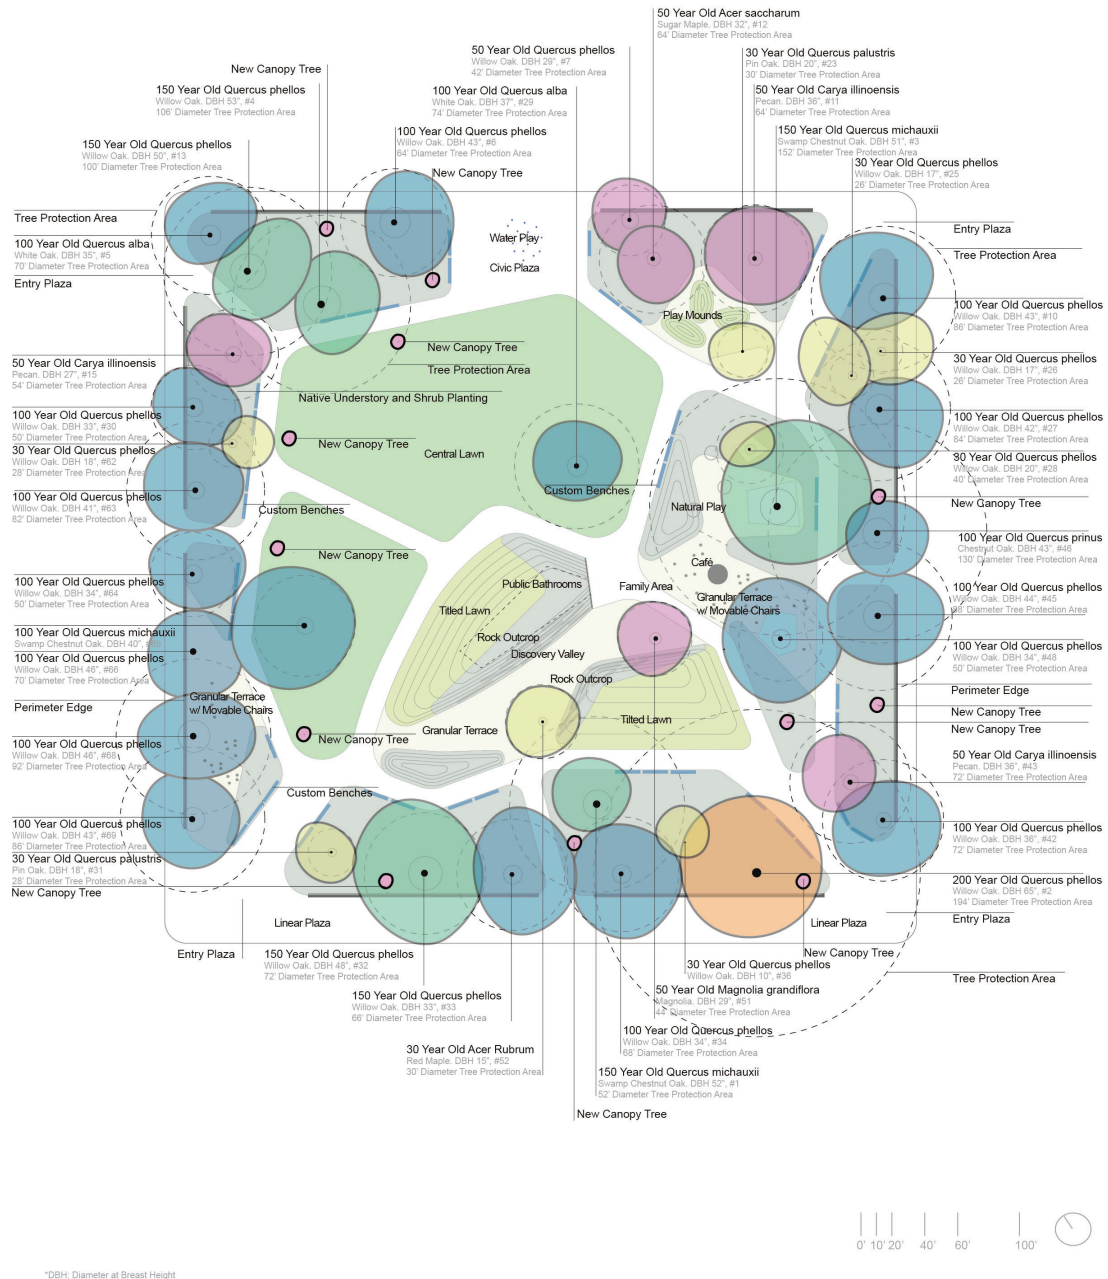 50 Year Old Acer saccharum
Sugar Maple. DBH 32", #12
64' Diameter Tree Protection Area
50 Year Old Quercus phellos
Willow Oak. DBH 29", #7
42' Diameter Tree Protection Area
30 Year Old Quercus palustris
Pin Oak. DBH 20", #23
30' Diameter Tree Protection Area
New Canopy Tree
150 Year Old Quercus phellos
Willow Oak. DBH 53", #4
106' Diameter Tree Protection Area
100 Year Old Quercus alba
White Oak. DBH 37", #29
74' Diameter Tree Protection Area
50 Year Old Carya illinoensis
Pecan. DBH 36", #11
64' Diameter Tree Protection Area
150 Year Old Quercus phellos
Willow Oak. DBH 50", #13
100' Diameter Tree Protection Area
100 Year Old Quercus phellos
Willow Oak. DBH 43", #6
64' Diameter Tree Protection Area
150 Year Old Quercus michauxii
Swamp Chestnut Oak. DBH 51", #3
152' Diameter Tree Protection Area
New Canopy Tree
30 Year Old Quercus phellos
Willow Oak. DBH 17", #25
26' Diameter Tree Protection Area
Tree Protection Area
100 Year Old Quercus alba
White Oak. DBH 35", #5
70' Diameter Tree Protection Area
Entry Plaza
Water Play
Civic Plaza
Entry Plaza
Tree Protection Area
100 Year Old Quercus phellos
Willow Oak. DBH 43", #10
86' Diameter Tree Protection Area
Play Mounds
New Canopy Tree
Tree Protection Area
50 Year Old Carya illinoensis
Pecan. DBH 27", #15
54' Diameter Tree Protection Area
30 Year Old Quercus phellos
Willow Oak. DBH 17", #26
26' Diameter Tree Protection Area
Native Understory and Shrub Planting
100 Year Old Quercus phellos
Willow Oak. DBH 33", #30
50' Diameter Tree Protection Area
100 Year Old Quercus phellos
Willow Oak. DBH 42", #27
84' Diameter Tree Protection Area
New Canopy Tree
Central Lawn
30 Year Old Quercus phellos
Willow Oak. DBH 18", #62
28' Diameter Tree Protection Area
30 Year Old Quercus phellos
Willow Oak. DBH 20", #28
40' Diameter Tree Protection Area
Custom Benches
100 Year Old Quercus phellos
Willow Oak. DBH 41", #63
82' Diameter Tree Protection Area
Custom Benches
Natural Play
New Canopy Tree
100 Year Old Quercus prinus
Chestnut Oak. DBH 43", #46
130' Diameter Tree Protection Area
New Canopy Tree
Café
100 Year Old Quercus phellos
Willow Oak. DBH 34", #64
50' Diameter Tree Protection Area
Public Bathrooms
Family Area
100 Year Old Quercus phellos
Willow Oak. DBH 44", #45
88' Diameter Tree Protection Area
Granular Terrace
w/ Movable Chairs
Titled Lawn
100 Year Old Quercus michauxii
Swamp Chestnut Oak. DBH 40",
Rock Outcrop
Discovery Valley
100 Year Old Quercus phellos
Willow Oak. DBH 34", #48
50' Diameter Tree Protection Area
100 Year Old Quercus phellos
Willow Oak. DBH 46", #66
70' Diameter Tree Protection Area
Rock Outcrop
Perimeter Edge
Granular Terrace
w/ Movable Chairs
Perimeter Edge
New Canopy Tree
Tilted Lawn
New Canopy Tree
Granular Terrace
New Canopy Tree
100 Year Old Quercus phellos
Willow Oak. DBH 46", #68
92' Diameter Tree Protection Area
50 Year Old Carya illinoensis
Pecan. DBH 36", #43
72' Diameter Tree Protection Area
Custom Benches
100 Year Old Quercus phellos
Willow Oak. DBH 43", #69
86' Diameter Tree Protection Area
100 Year Old Quercus phellos
Willow Oak. DBH 36", #42
72' Diameter Tree Protection Area
30 Year Old Quercus palustris
Pin Oak. DBH 18", #31
28' Diameter Tree Protection Area
New Canopy Tree
200 Year Old Quercus phellos
Willow Oak. DBH 65", #2
194' Diameter Tree Protection Area
Linear Plaza
Linear Plaza
Entry Plaza
Entry Plaza
150 Year Old Quercus phellos
Willow Oak. DBH 48", #32
72' Diameter Tree Protection Area
New Canopy Tree
30 Year Old Quercus phellos
Willow Oak. DBH 10", #36
Tree Protection Area
150 Year Old Quercus phellos
Willow Oak. DBH 33", #33
66' Diameter Tree Protection Area
50 Year Old Magnolia grandiflora
Magnolia. DBH 29", #51
44' Diameter Tree Protection Area
100 Year Old Quercus phellos
Willow Oak. DBH 34", #34
68' Diameter Tree Protection Area
30 Year Old Acer Rubrum
Red Maple. DBH 15", #52
30' Diameter Tree Protection Area
150 Year Old Quercus michauxii
Swamp Chestnut Oak. DBH 52", #1
52' Diameter Tree Protection Area
New Canopy Tree
0' 10' 20' 40' 60' 100'
*DBH: Diameter at Breast Height